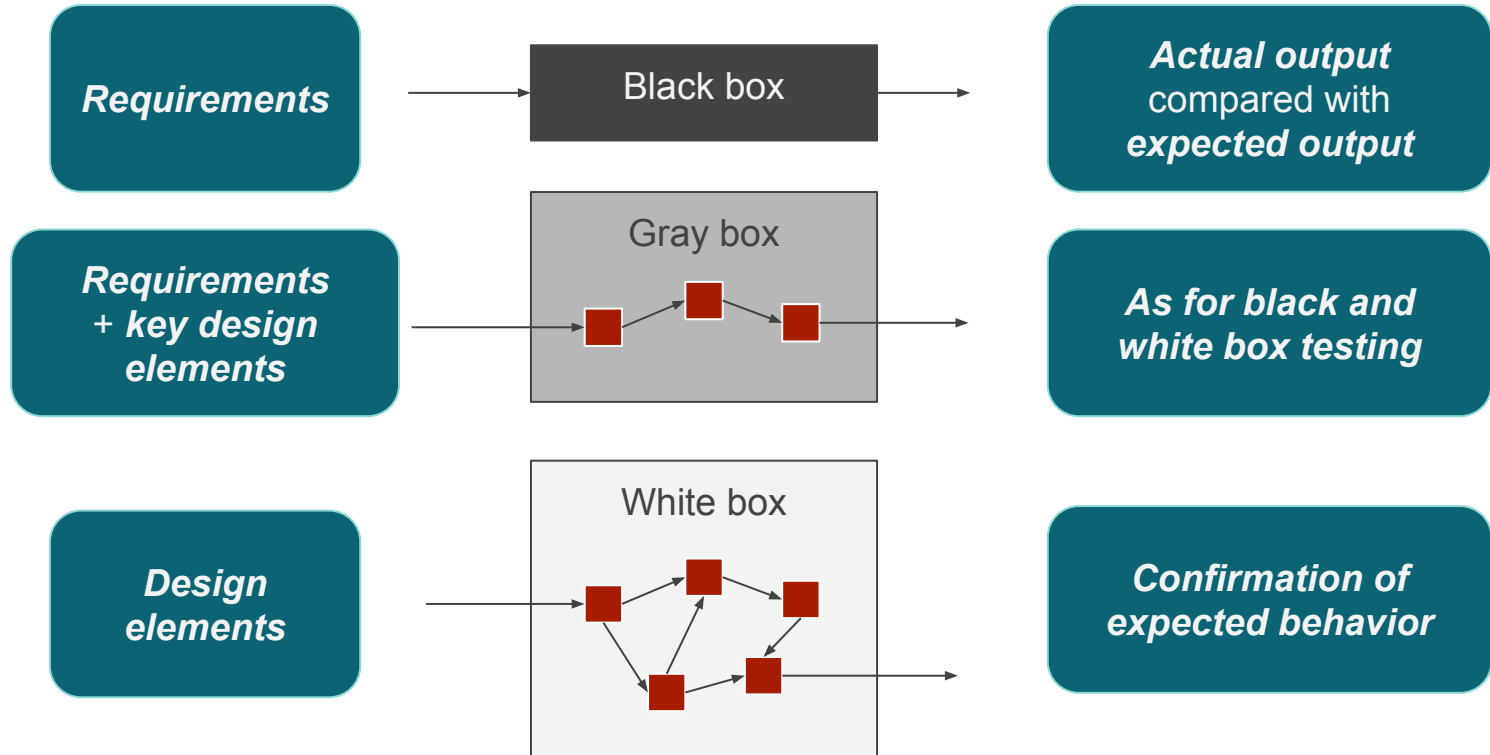 Requirements
Black box
Actual output
compared with
expected output
Requirements
+ key design
elements
Gray box
As for black and
white box testing
Design
elements
White box
Confirmation of
expected behavior